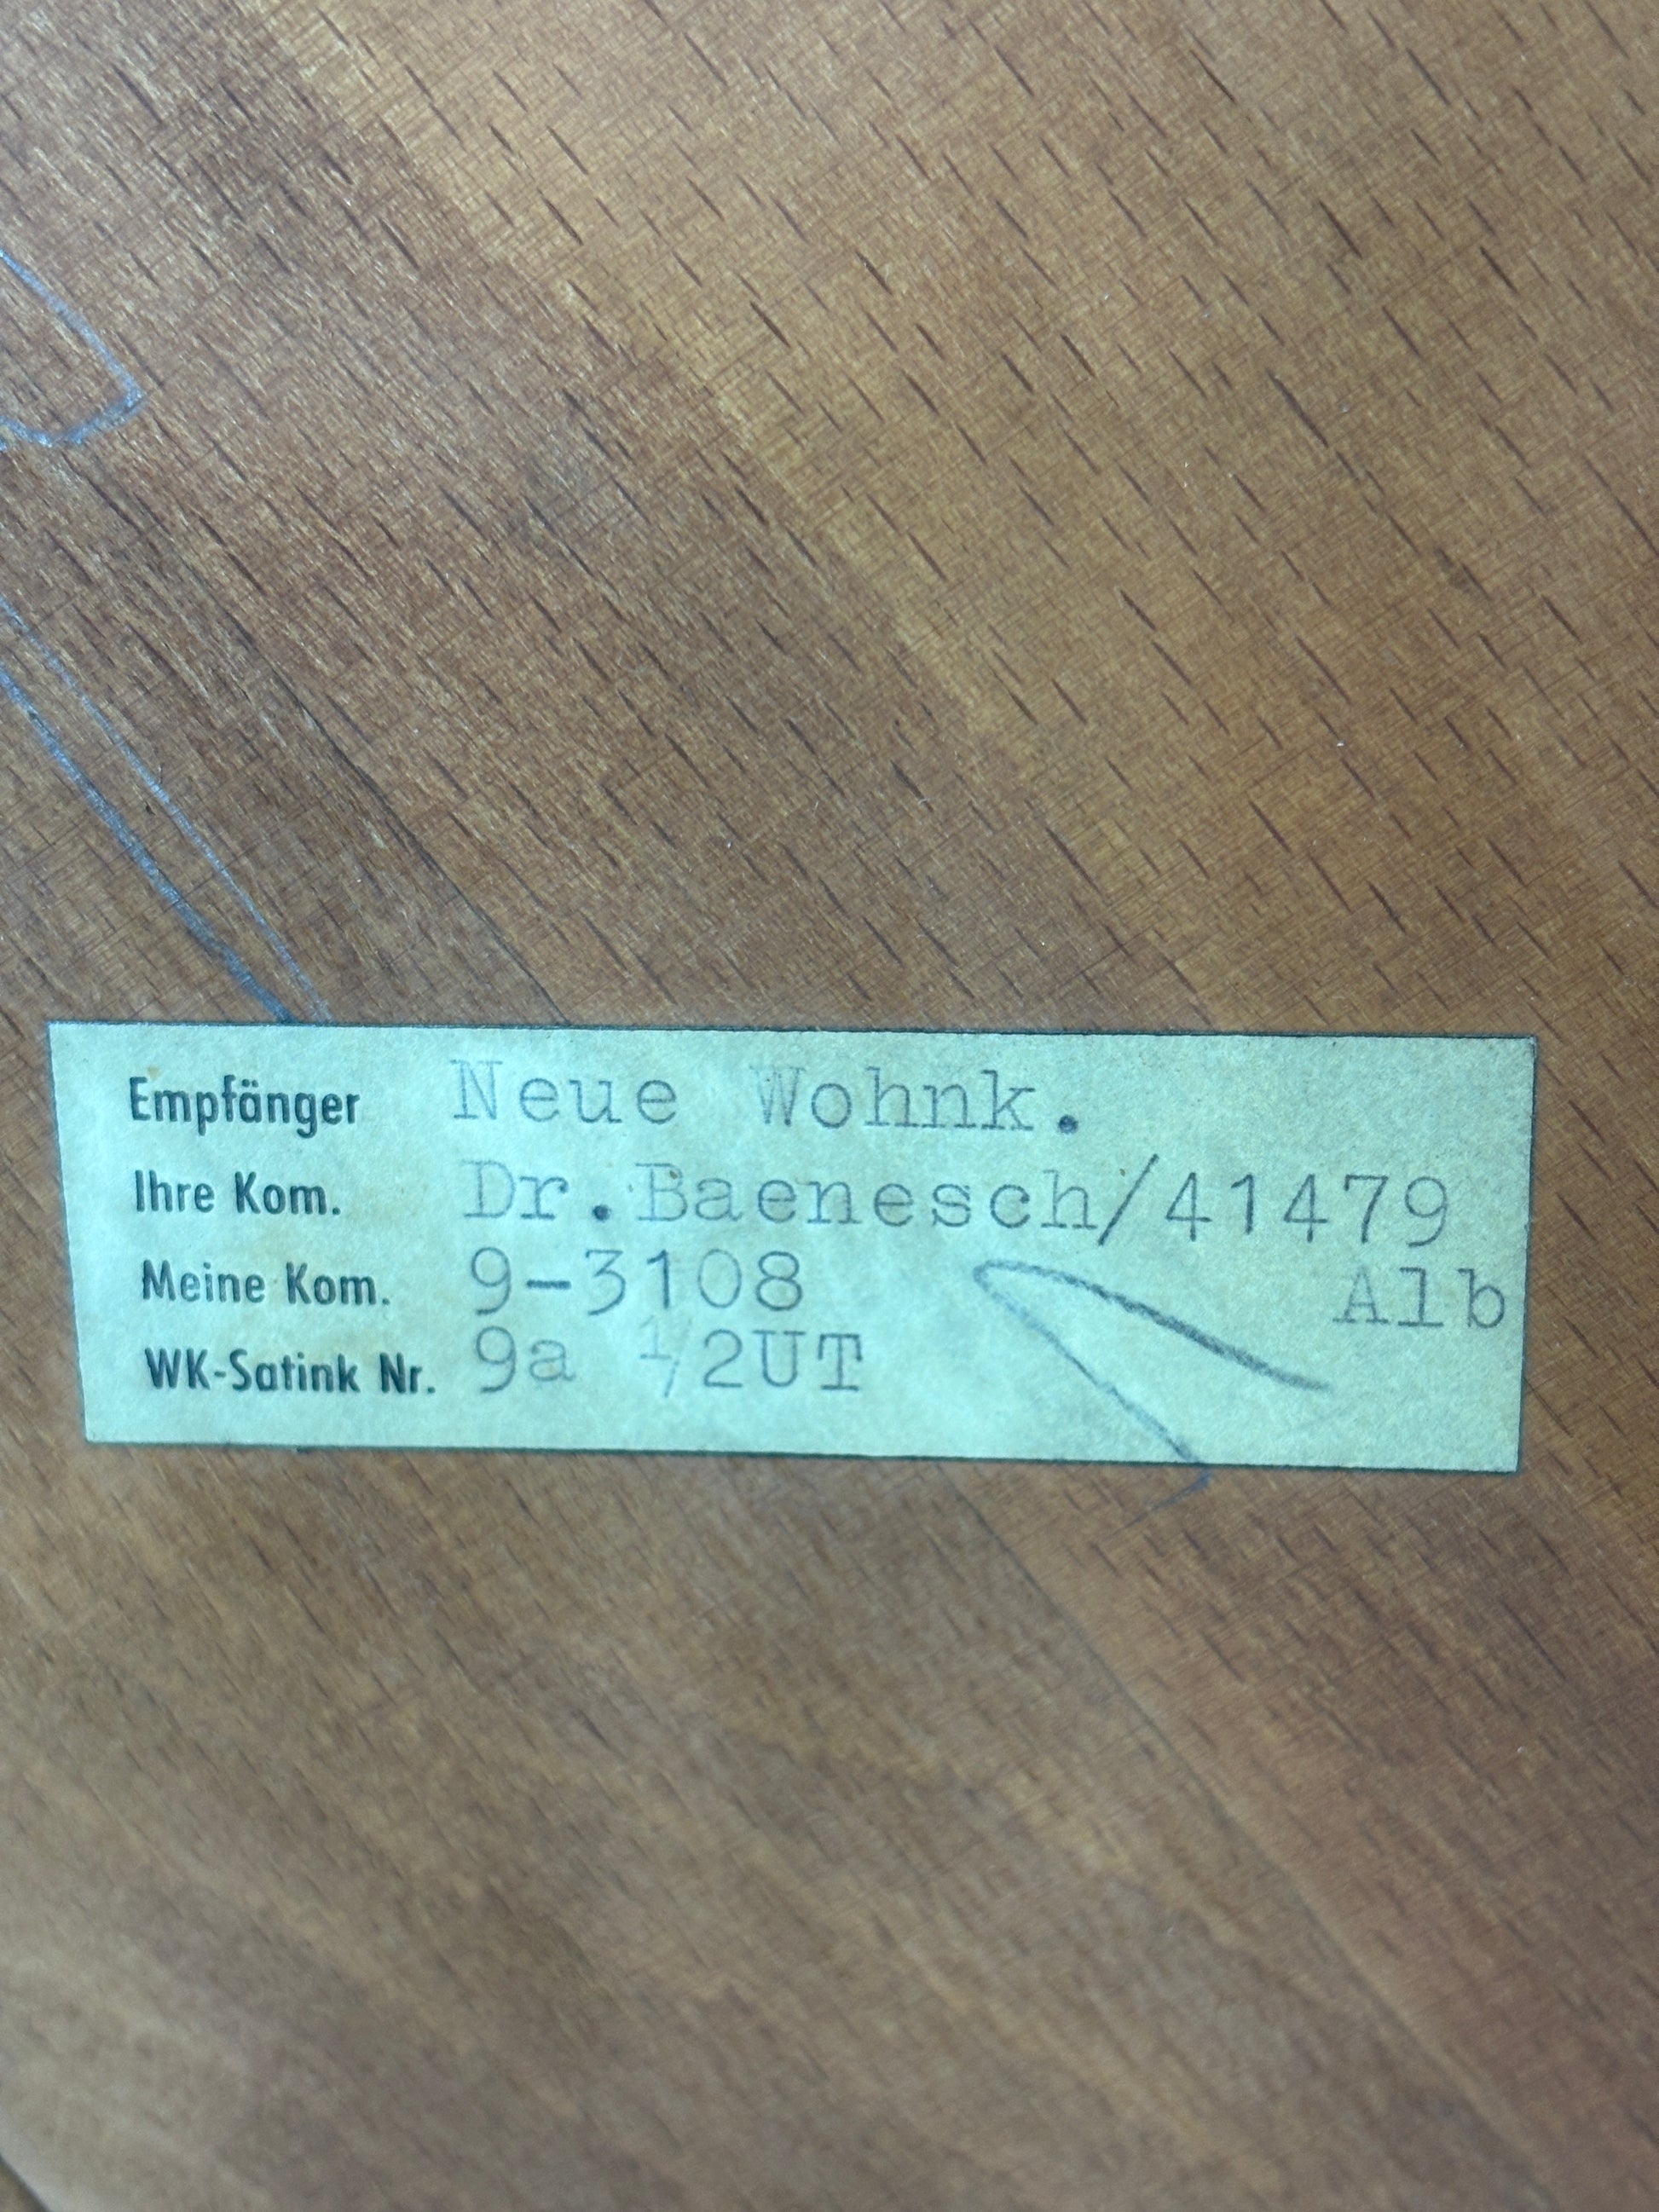 Empfänger Neue Wohnk.
Ihre Kom. Dr.Baenesch/41479
Meine Kom. 9-3108 Alb
WK-Satink Nr. 9a ½UT